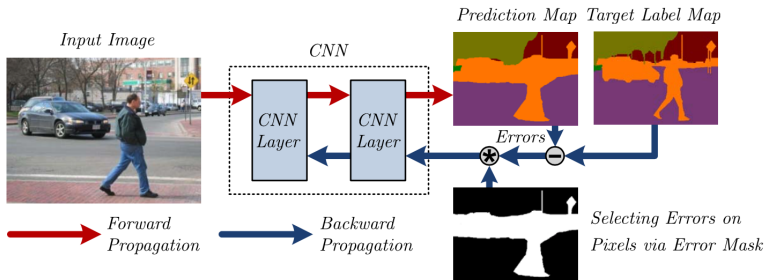 Prediction Map
Target Label Map
Input Image
CNN
CNN
Layer
CNN
Layer
Errors
*
−
Forward
Propagation
Backward
Propagation
Selecting Errors on
Pixels via Error Mask